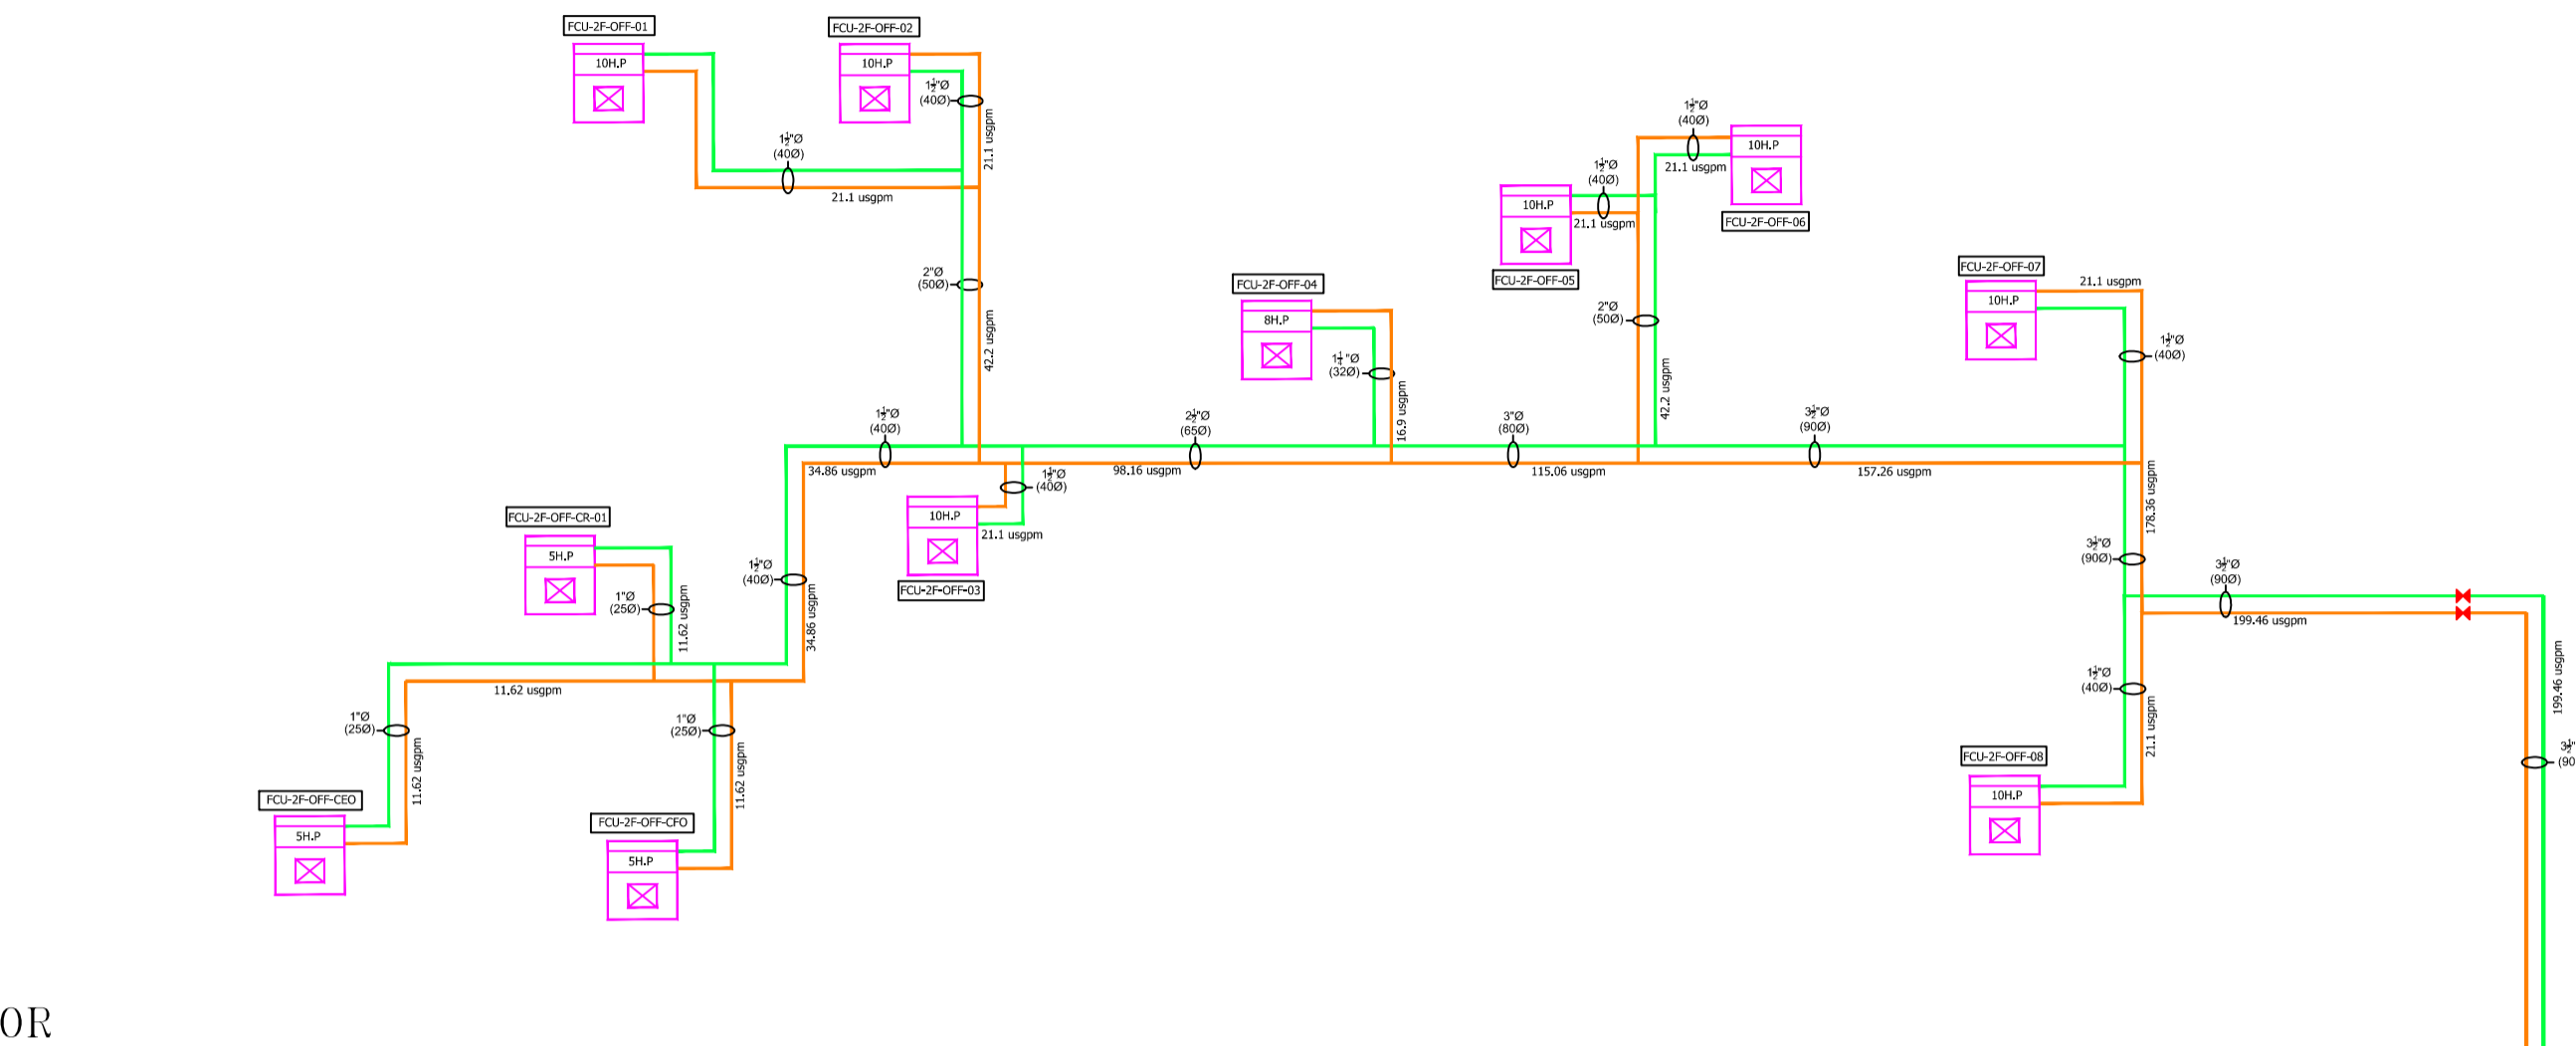 FCU-2F-OFF-01
10H.P
FCU-2F-OFF-02
10H.P
1½"Ø
(40Ø)
21.1 usgpm
1½"Ø
(40Ø)
21.1 usgpm
2"Ø
(50Ø)
42.2 usgpm
1½"Ø
(40Ø)
21.1 usgpm
10H.P
FCU-2F-OFF-06
1½"Ø
(40Ø)
21.1 usgpm
10H.P
FCU-2F-OFF-05
2"Ø
(50Ø)
42.2 usgpm
FCU-2F-OFF-04
8H.P
1¼"Ø
(32Ø)
16.9 usgpm
FCU-2F-OFF-07
10H.P
21.1 usgpm
1½"Ø
(40Ø)
1½"Ø
(40Ø)
34.86 usgpm
2½"Ø
(65Ø)
98.16 usgpm
3"Ø
(80Ø)
115.06 usgpm
3½"Ø
(90Ø)
157.26 usgpm
178.36 usgpm
1½"Ø
(40Ø)
10H.P
21.1 usgpm
FCU-2F-OFF-03
FCU-2F-OFF-CR-01
5H.P
1"Ø
(25Ø)
11.62 usgpm
1½"Ø
(40Ø)
34.86 usgpm
3½"Ø
(90Ø)
3½"Ø
(90Ø)
199.46 usgpm
199.46 usgpm
3½"
(90
11.62 usgpm
1"Ø
(25Ø)
11.62 usgpm
1"Ø
(25Ø)
11.62 usgpm
1½"Ø
(40Ø)
21.1 usgpm
FCU-2F-OFF-CEO
5H.P
FCU-2F-OFF-CFO
5H.P
FCU-2F-OFF-08
10H.P
OR